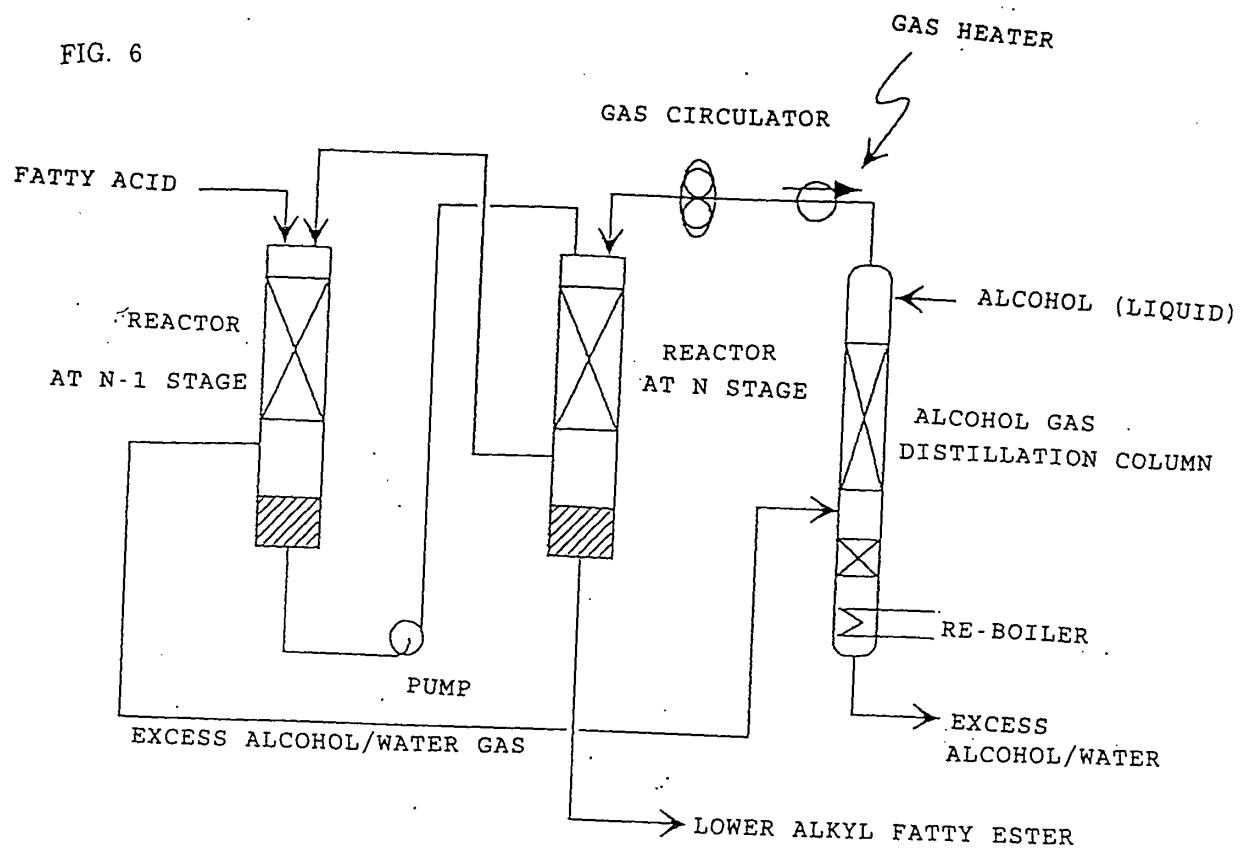 FIG. 6
GAS HEATER
GAS CIRCULATOR
FATTY ACID
ALCOHOL (LIQUID)
REACTOR
AT N-1 STAGE
REACTOR
AT N STAGE
ALCOHOL GAS
DISTILLATION COLUMN
RE-BOILER
PUMP
EXCESS ALCOHOL/WATER GAS
EXCESS
ALCOHOL/WATER
LOWER ALKYL FATTY ESTER